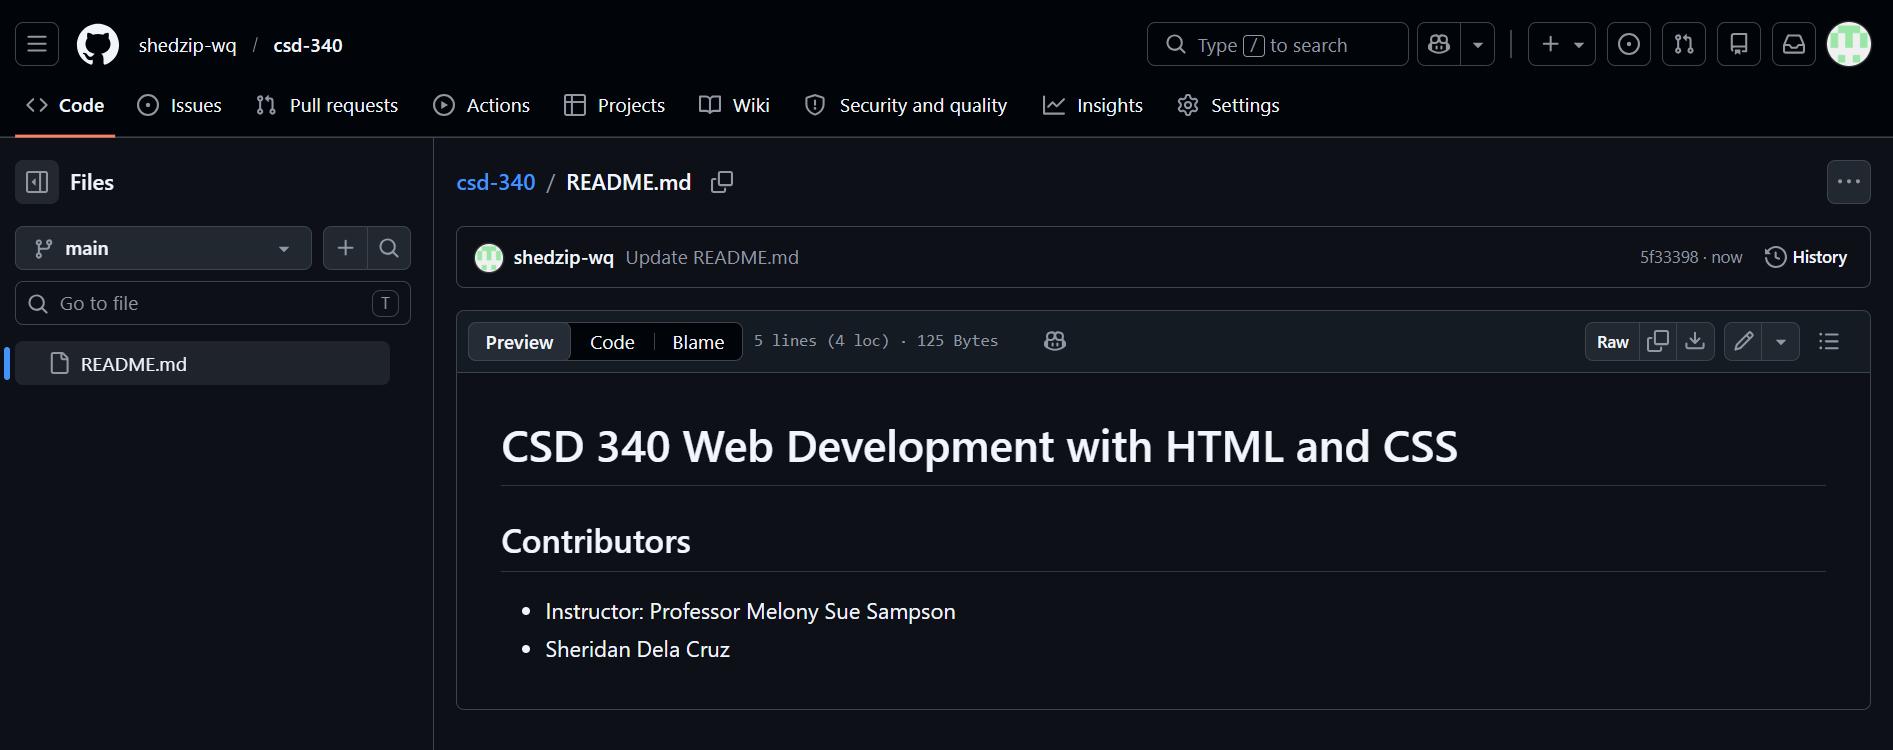 shedzip-wq / csd-340
Type / to search
Code Issues Pull requests Actions Projects Wiki Security and quality Insights Settings
Files
main
Go to file T
README.md
csd-340 / README.md
shedzip-wq Update README.md 5f33398 · now History
Preview Code Blame 5 lines (4 loc) · 125 Bytes Raw
CSD 340 Web Development with HTML and CSS
Contributors
• Instructor: Professor Melony Sue Sampson
• Sheridan Dela Cruz